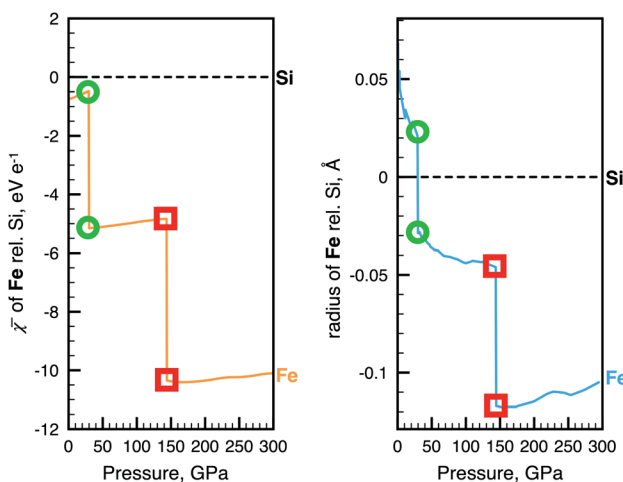 χ̅ of Fe rel. Si, eV e⁻¹
2
0
-2
-4
-6
-8
-10
-12
Si
Fe
0 50 100 150 200 250 300
Pressure, GPa
radius of Fe rel. Si, Å
0.05
0
-0.05
-0.1
Si
Fe
0 50 100 150 200 250 300
Pressure, GPa